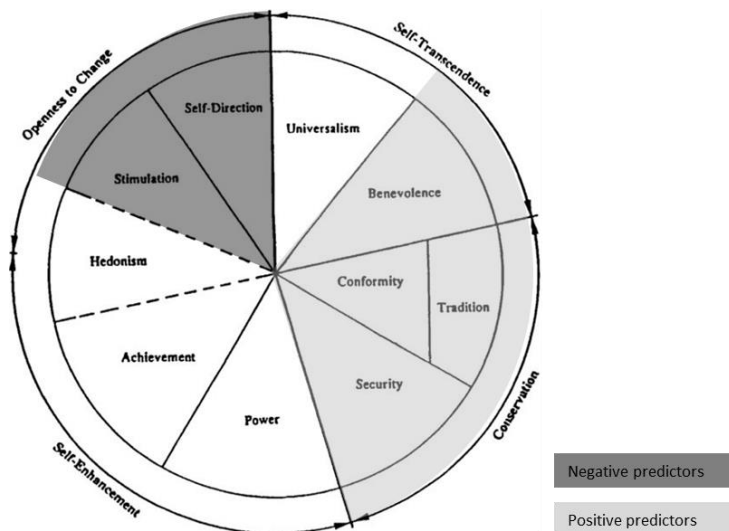 Openness to Change
Self-Transcendence
Self-Direction
Universalism
Stimulation
Benevolence
Hedonism
Conformity
Tradition
Achievement
Security
Power
Self-Enhancement
Conservation
Negative predictors
Positive predictors